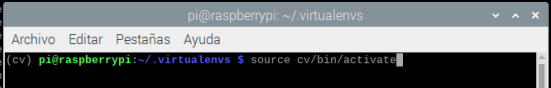 pi@raspberrypi: ~/.virtualenvs
Archivo Editar Pestañas Ayuda
(cv) pi@raspberrypi:~/.virtualenvs $ source cv/bin/activate